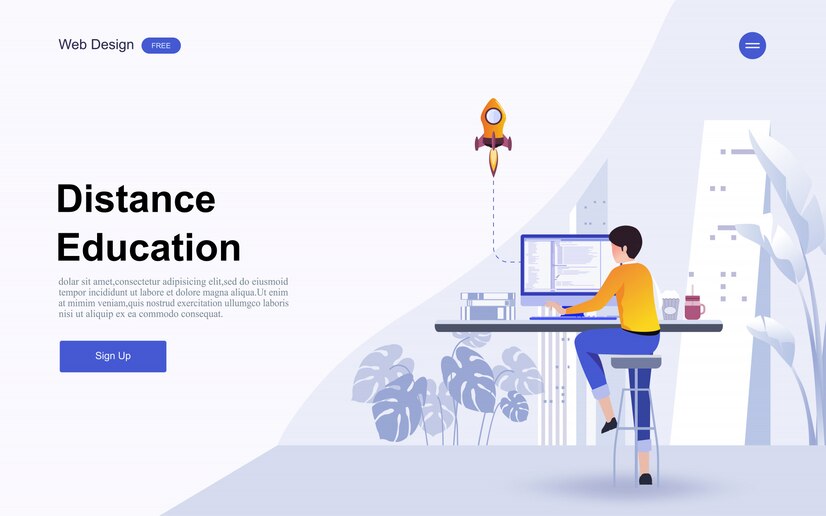 Web Design
FREE
Distance
Education
dolar sit amet,consectetur adipisicing elit,sed do eiusmoid
tempor incididunt ut labore et dolore magna aliqua.Ut enim
at mimim veniam,quis nostrud exercitation ullumgco laboris
nisi ut aliquip ex ea commodo consequat.
Sign Up